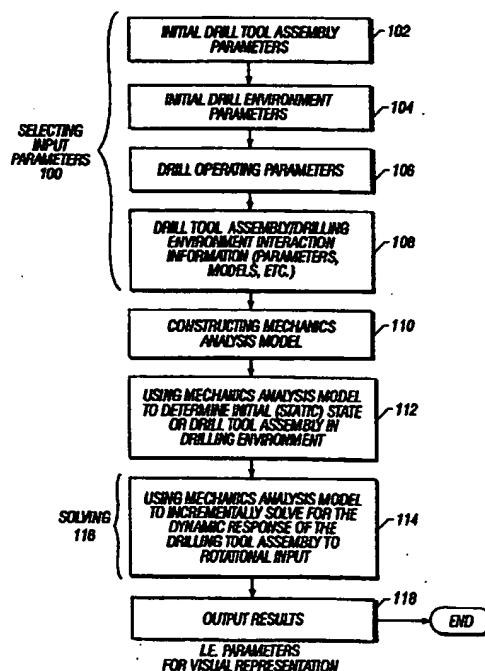 INITIAL DRILL TOOL ASSEMBLY
PARAMETERS
102
INITIAL DRILL ENVIRONMENT
PARAMETERS
104
SELECTING
INPUT
PARAMETERS
100
DRILL OPERATING PARAMETERS
106
DRILL TOOL ASSEMBLY/DRILLING
ENVIRONMENT INTERACTION
INFORMATION (PARAMETERS,
MODELS, ETC.)
108
CONSTRUCTING MECHANICS
ANALYSIS MODEL
110
USING MECHANICS ANALYSIS MODEL
TO DETERMINE INITIAL (STATIC) STATE
OR DRILL TOOL ASSEMBLY IN
DRILLING ENVIRONMENT
112
SOLVING
116
USING MECHANICS ANALYSIS MODEL
TO INCREMENTALLY SOLVE FOR THE
DYNAMIC RESPONSE OF THE
DRILLING TOOL ASSEMBLY TO
ROTATIONAL INPUT
114
OUTPUT RESULTS
118
END
I.E. PARAMETERS
FOR VISUAL REPRESENTATION